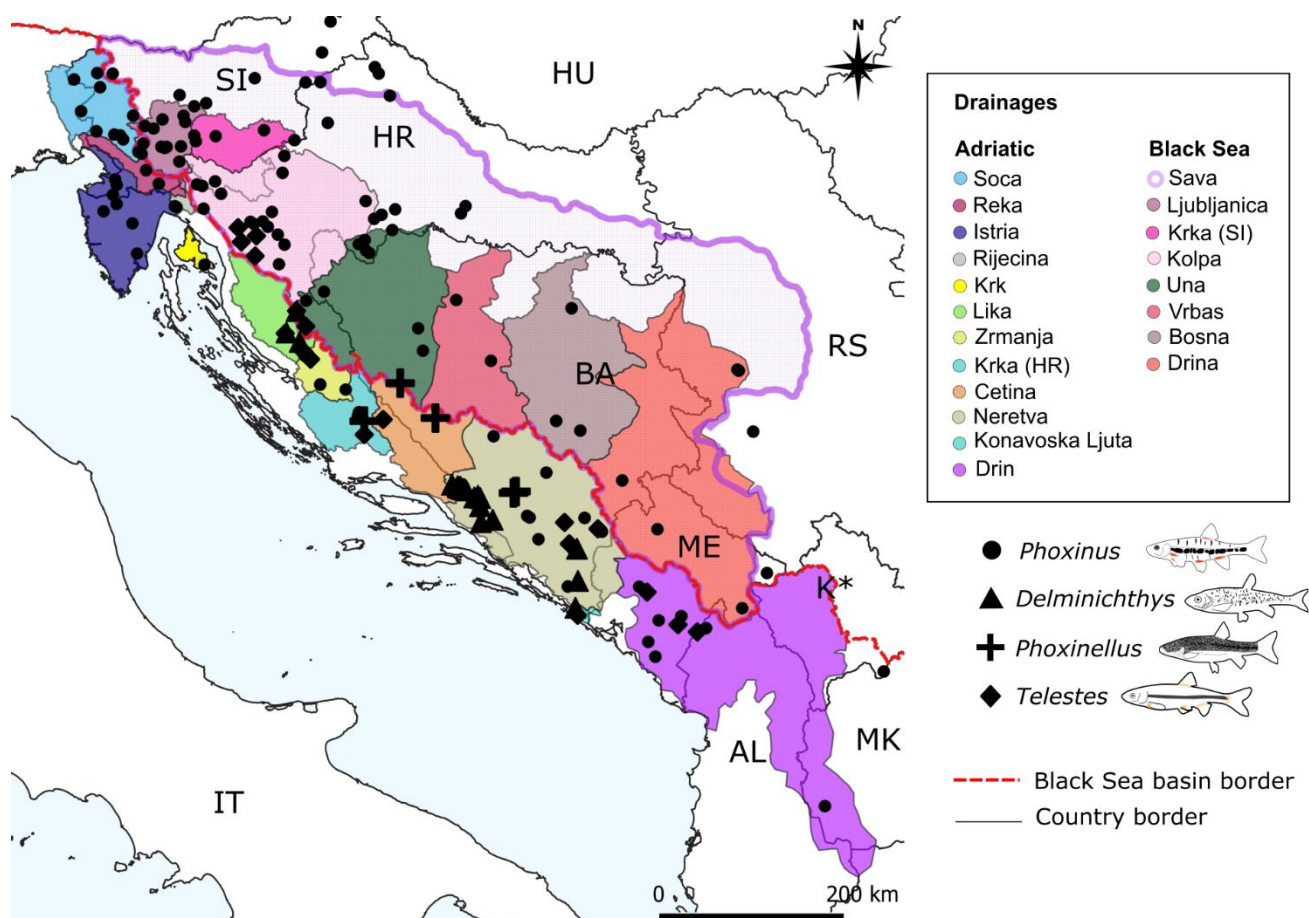 N
HU
SI
HR
RS
BA
ME
K*
AL
MK
IT
0 200 km
Drainages
Adriatic
Soca
Reka
Istria
Rijecina
Krk
Lika
Zrmanja
Krka (HR)
Cetina
Neretva
Konavoska Ljuta
Drin
Black Sea
Sava
Ljubljanica
Krka (SI)
Kolpa
Una
Vrbas
Bosna
Drina
Phoxinus
Delminichthys
Phoxinellus
Telestes
Black Sea basin border
Country border